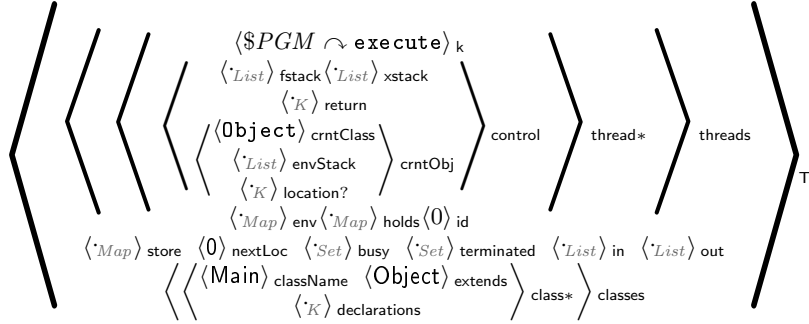 ⟨$PGM ↷ execute⟩ k
⟨·List⟩ fstack ⟨·List⟩ xstack
⟨·K⟩ return
⟨Object⟩ crntClass
⟨·List⟩ envStack
⟨·K⟩ location?
crntObj
control
thread*
threads
T
⟨·Map⟩ env ⟨·Map⟩ holds ⟨0⟩ id
⟨·Map⟩ store ⟨0⟩ nextLoc ⟨·Set⟩ busy ⟨·Set⟩ terminated ⟨·List⟩ in ⟨·List⟩ out
⟨Main⟩ className ⟨Object⟩ extends
⟨·K⟩ declarations
class* classes